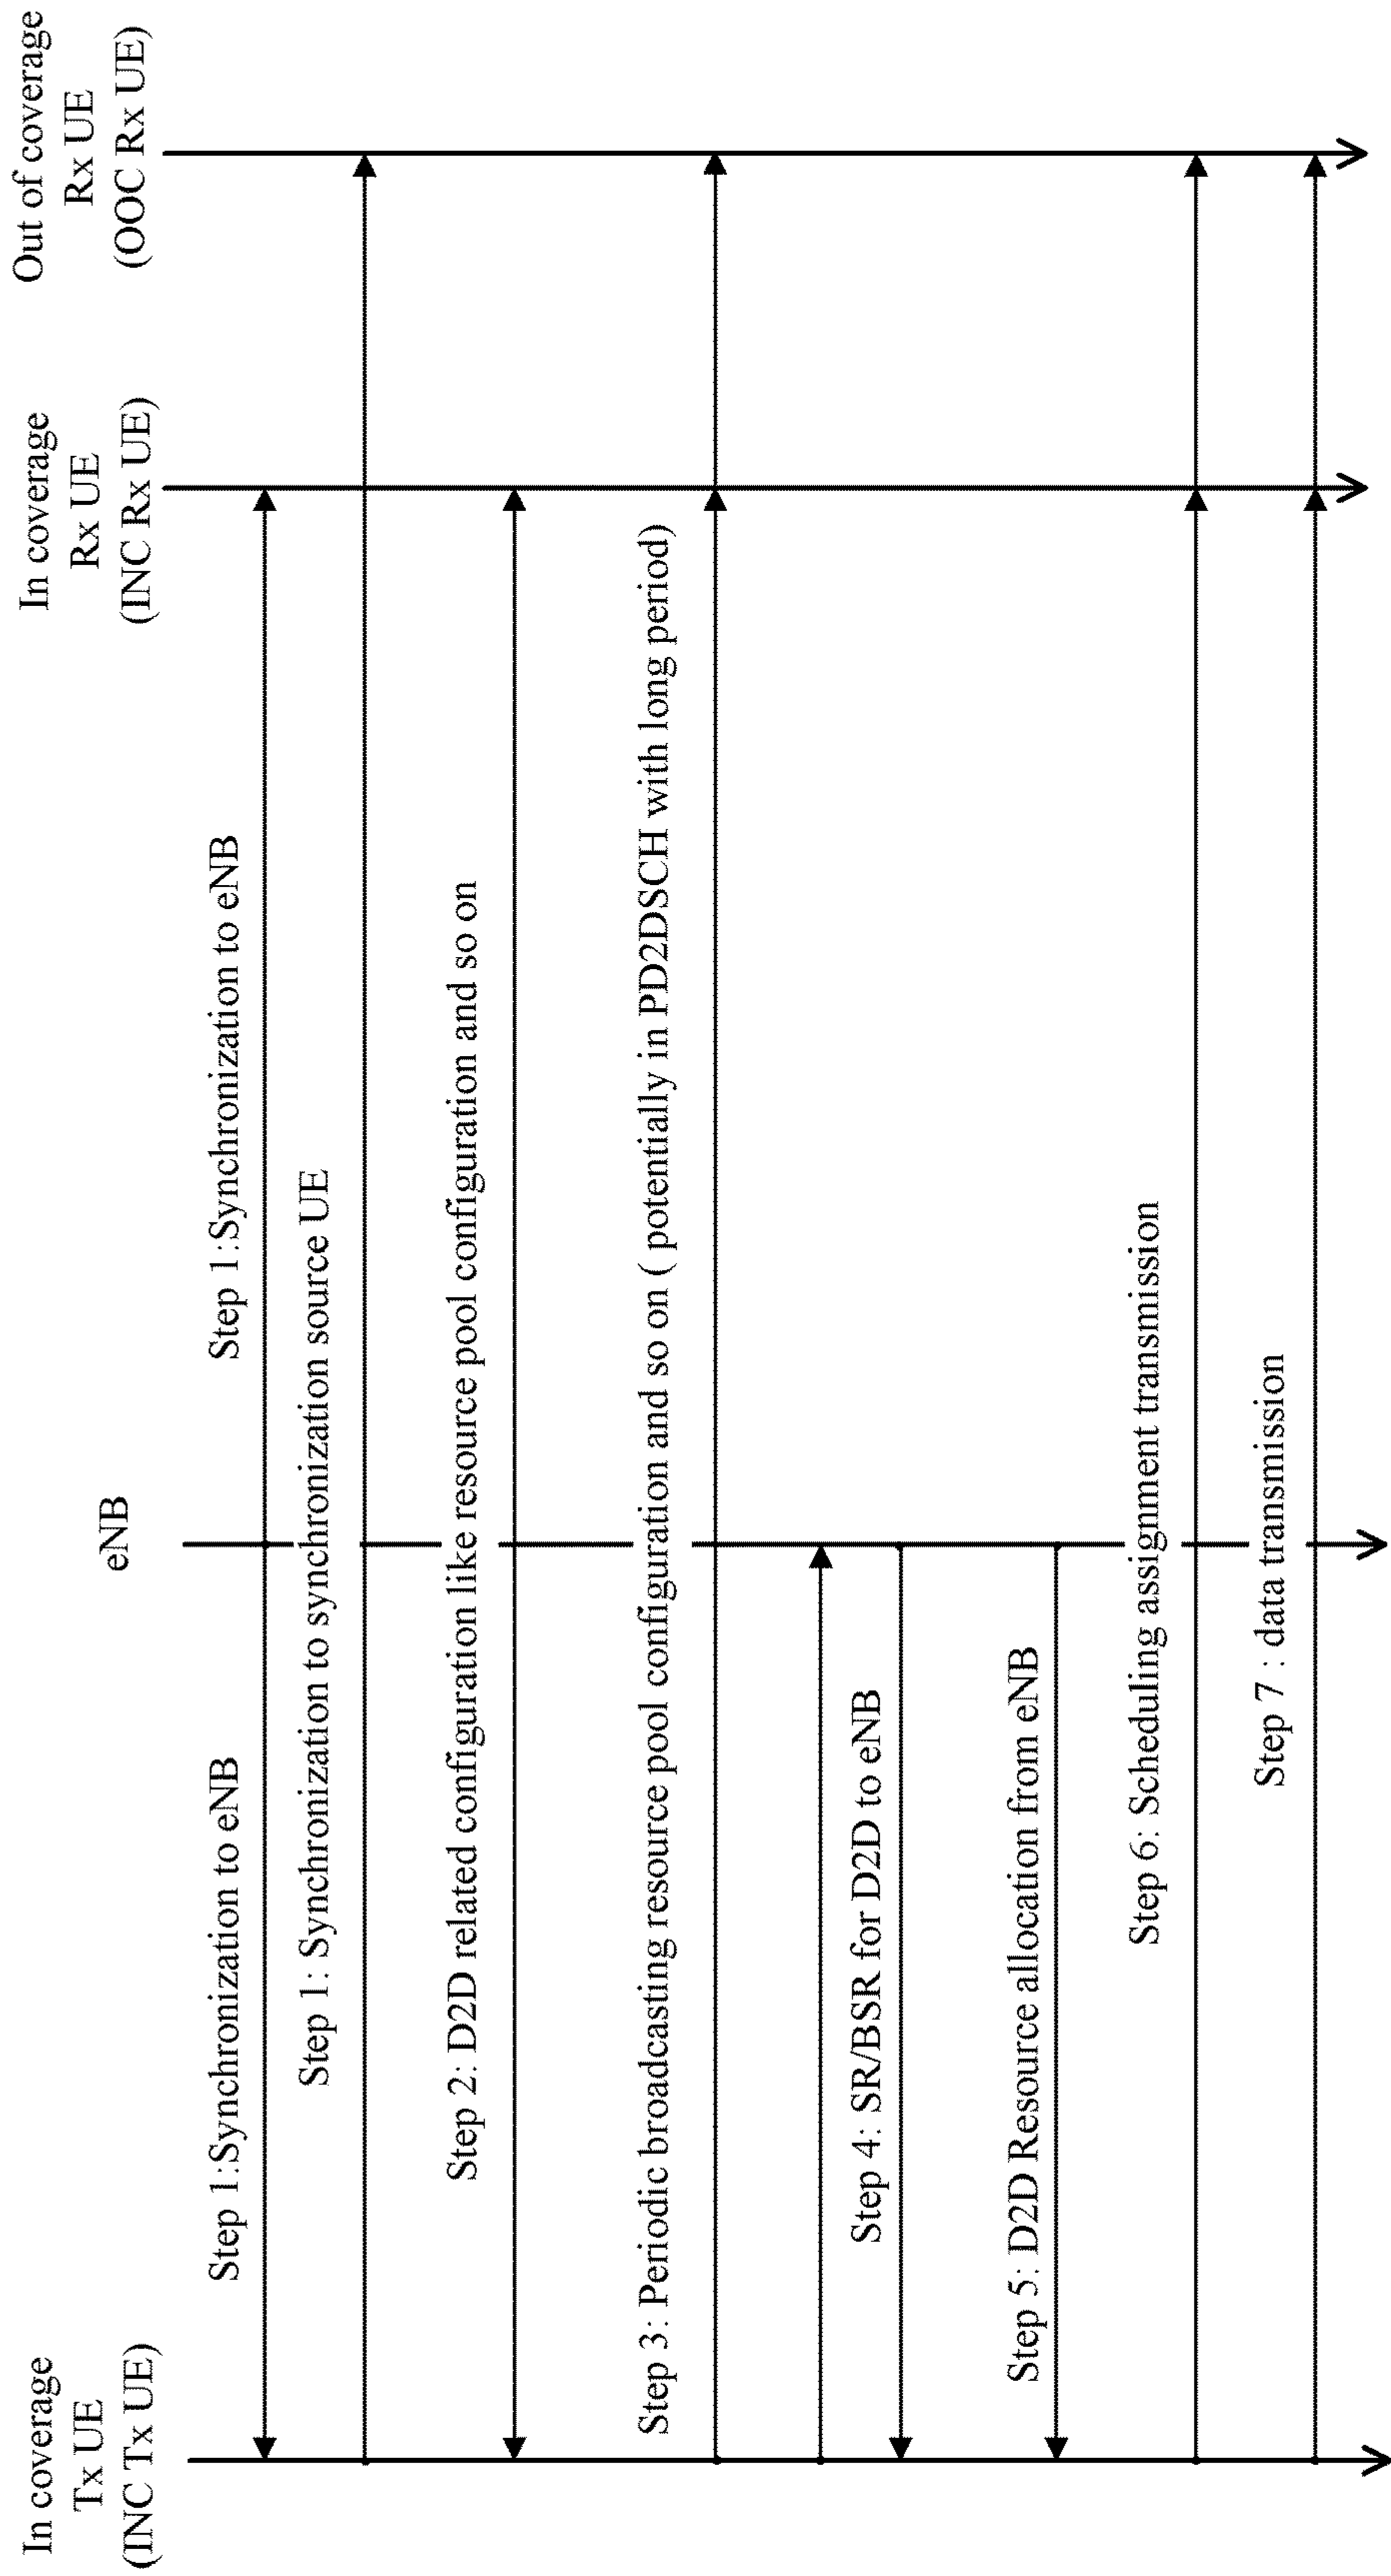 In coverage
Tx UE
(INC Tx UE)
eNB
In coverage
Rx UE
(INC Rx UE)
Out of coverage
Rx UE
(OOC Rx UE)
Step 1:Synchronization to eNB
Step 1:Synchronization to eNB
Step 1: Synchronization to synchronization source UE
Step 2: D2D related configuration like resource pool configuration and so on
Step 3: Periodic broadcasting resource pool configuration and so on ( potentially in PD2DSCH with long period)
Step 4: SR/BSR for D2D to eNB
Step 5: D2D Resource allocation from eNB
Step 6: Scheduling assignment transmission
Step 7 : data transmission